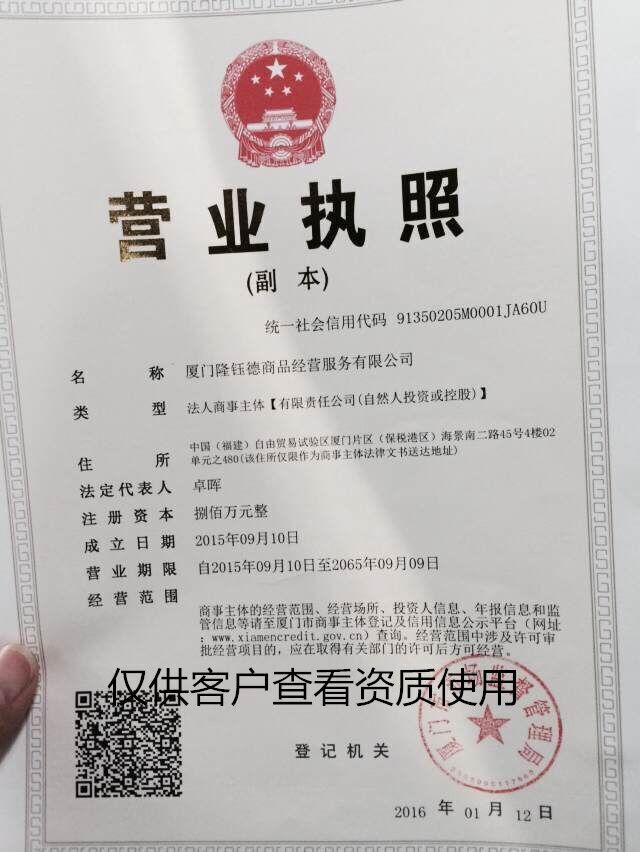 营业执照
(副 本)
统一社会信用代码 91350205M0001JA60U
名 称 厦门隆钰德商品经营服务有限公司
类 型 法人商事主体【有限责任公司(自然人投资或控股)】
住 所 中国（福建）自由贸易试验区厦门片区（保税港区）海景南二路45号4楼02
单元之480(该住所仅限作为商事主体法律文书送达地址)
法定代表人 卓晖
注册资本 捌佰万元整
成立日期 2015年09月10日
营业期限 自2015年09月10日至2065年09月09日
经营范围
商事主体的经营范围、经营场所、投资人信息、年报信息和监
管信息等请至厦门市商事主体登记及信用信息公示平台（网址
：www.xiamencredit.gov.cn）查询。经营范围中涉及许可审
批经营项目的，应在取得有关部门的许可后方可经营。
仅供客户查看资质使用
厦门市场监督管理局
登记机关
2016 年 01 月 12 日